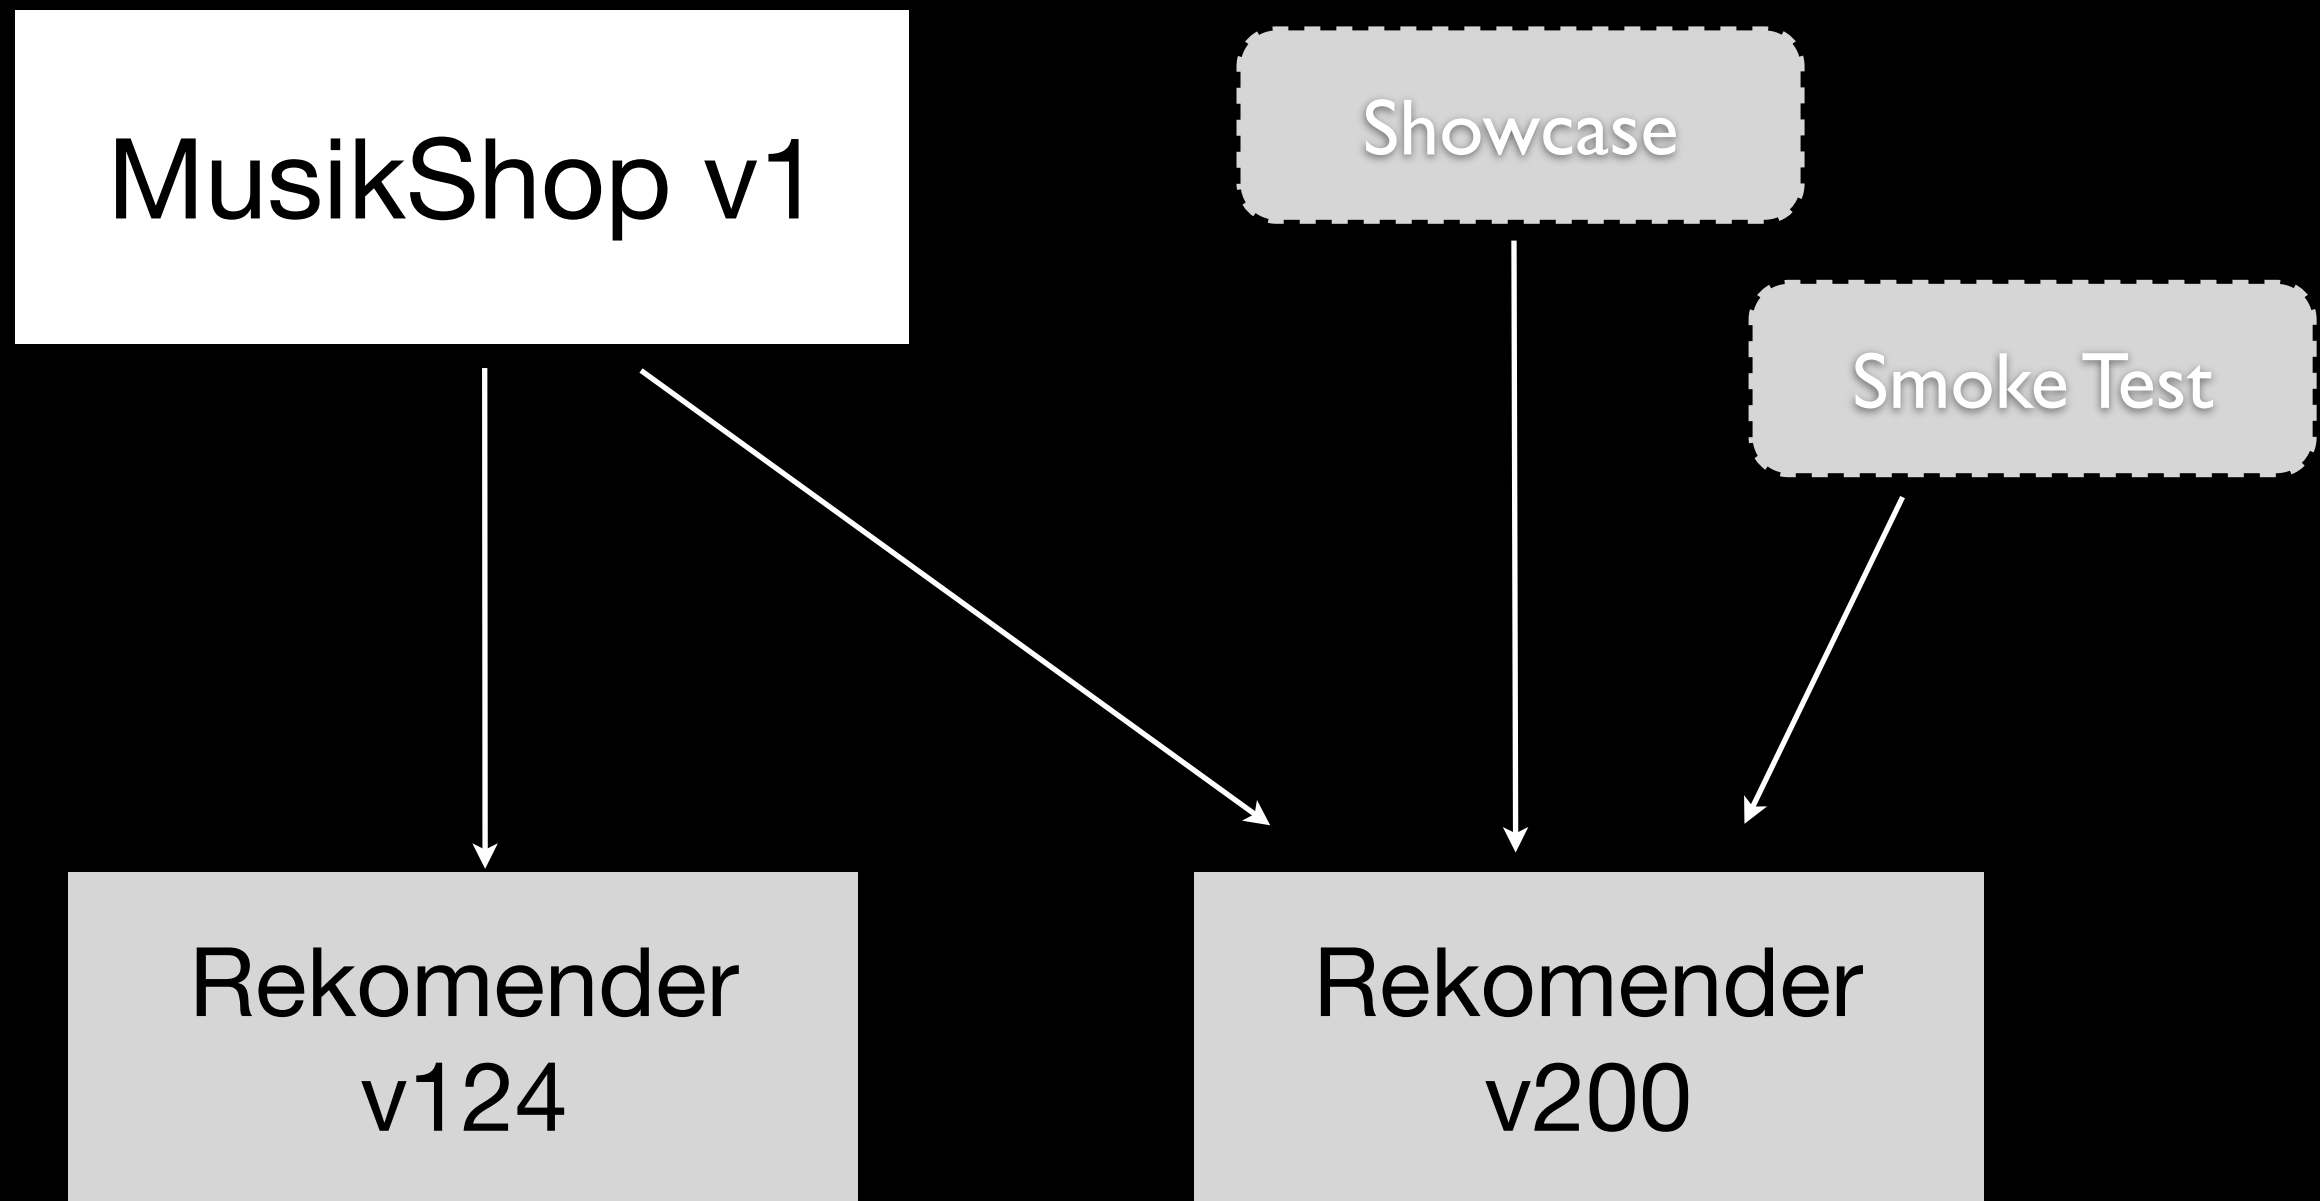 MusikShop v1
Showcase
Smoke Test
Rekomender
v124
Rekomender
v200